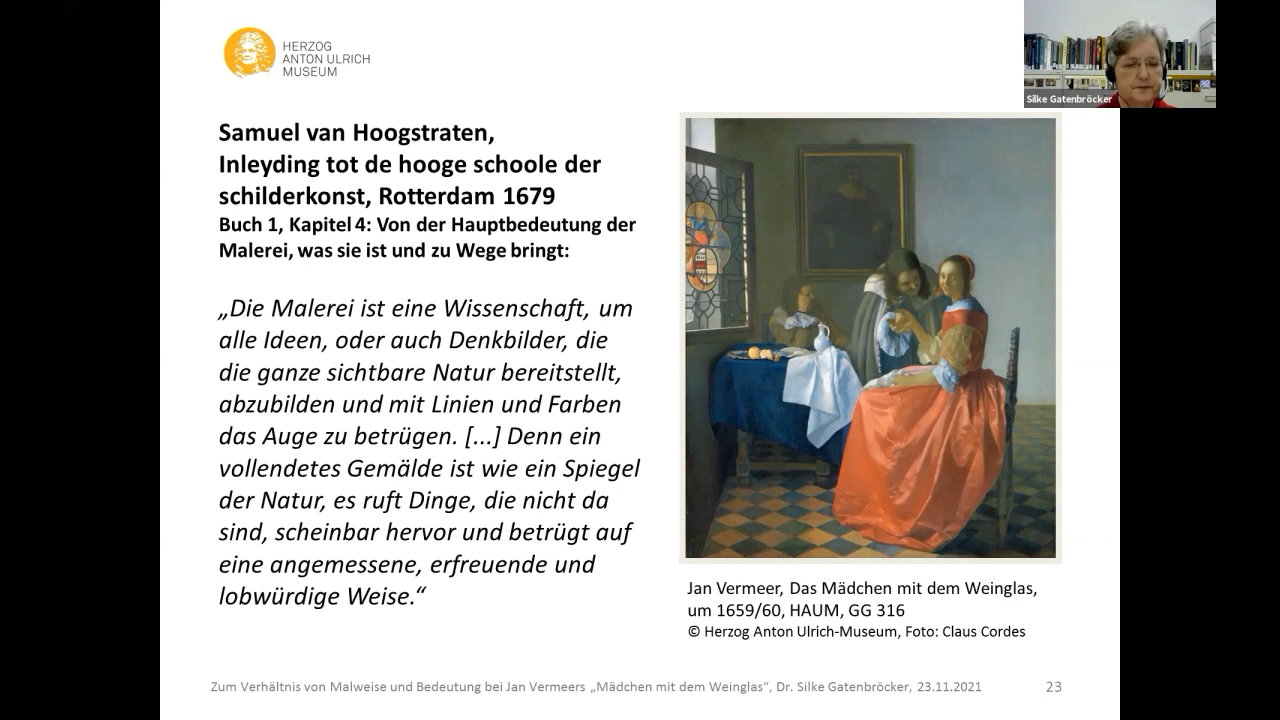 HERZOG
ANTON ULRICH
MUSEUM
Silke Gatenbröcker
Samuel van Hoogstraten,
Inleyding tot de hooge schoole der
schilderkonst, Rotterdam 1679
Buch 1, Kapitel 4: Von der Hauptbedeutung der
Malerei, was sie ist und zu Wege bringt:
„Die Malerei ist eine Wissenschaft, um
alle Ideen, oder auch Denkbilder, die
die ganze sichtbare Natur bereitstellt,
abzubilden und mit Linien und Farben
das Auge zu betrügen. [...] Denn ein
vollendetes Gemälde ist wie ein Spiegel
der Natur, es ruft Dinge, die nicht da
sind, scheinbar hervor und betrügt auf
eine angemessene, erfreuende und
lobwürdige Weise.“
Jan Vermeer, Das Mädchen mit dem Weinglas,
um 1659/60, HAUM, GG 316
© Herzog Anton Ulrich-Museum, Foto: Claus Cordes
Zum Verhältnis von Malweise und Bedeutung bei Jan Vermeers „Mädchen mit dem Weinglas“, Dr. Silke Gatenbröcker, 23.11.2021
23